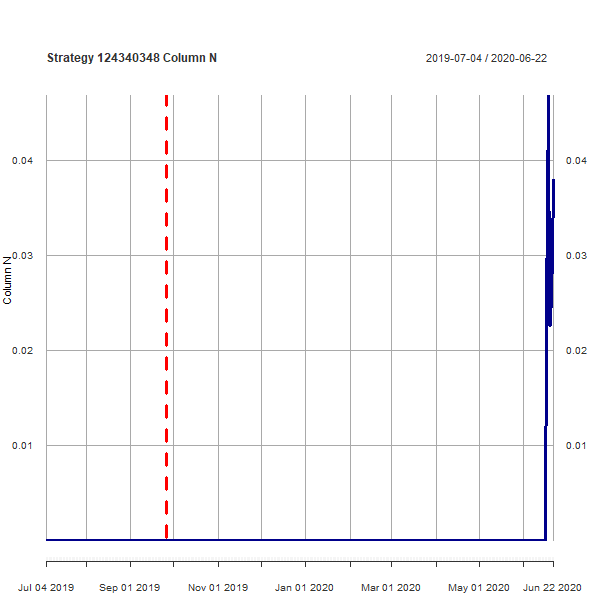 Strategy 124340348 Column N
2019-07-04 / 2020-06-22
0.04 0.04
0.03 0.03
Column N
0.02 0.02
0.01 0.01
Jul 04 2019 Sep 01 2019 Nov 01 2019 Jan 01 2020 Mar 01 2020 May 01 2020 Jun 22 2020